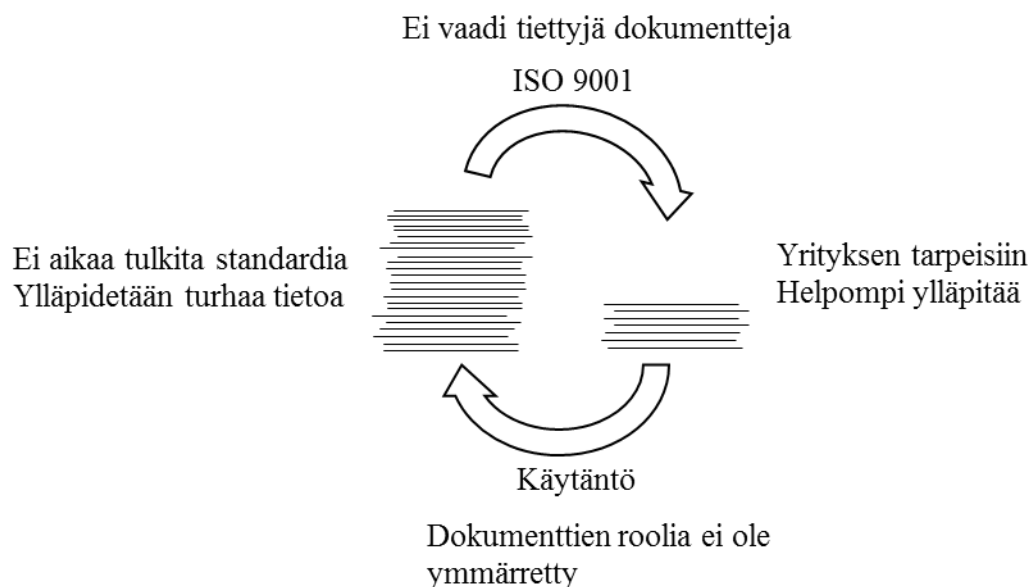 Ei vaadi tiettyjä dokumentteja
ISO 9001
Ei aikaa tulkita standardia
Ylläpidetään turhaa tietoa
Yrityksen tarpeisiin
Helpompi ylläpitää
Käytäntö
Dokumenttien roolia ei ole
ymmärretty